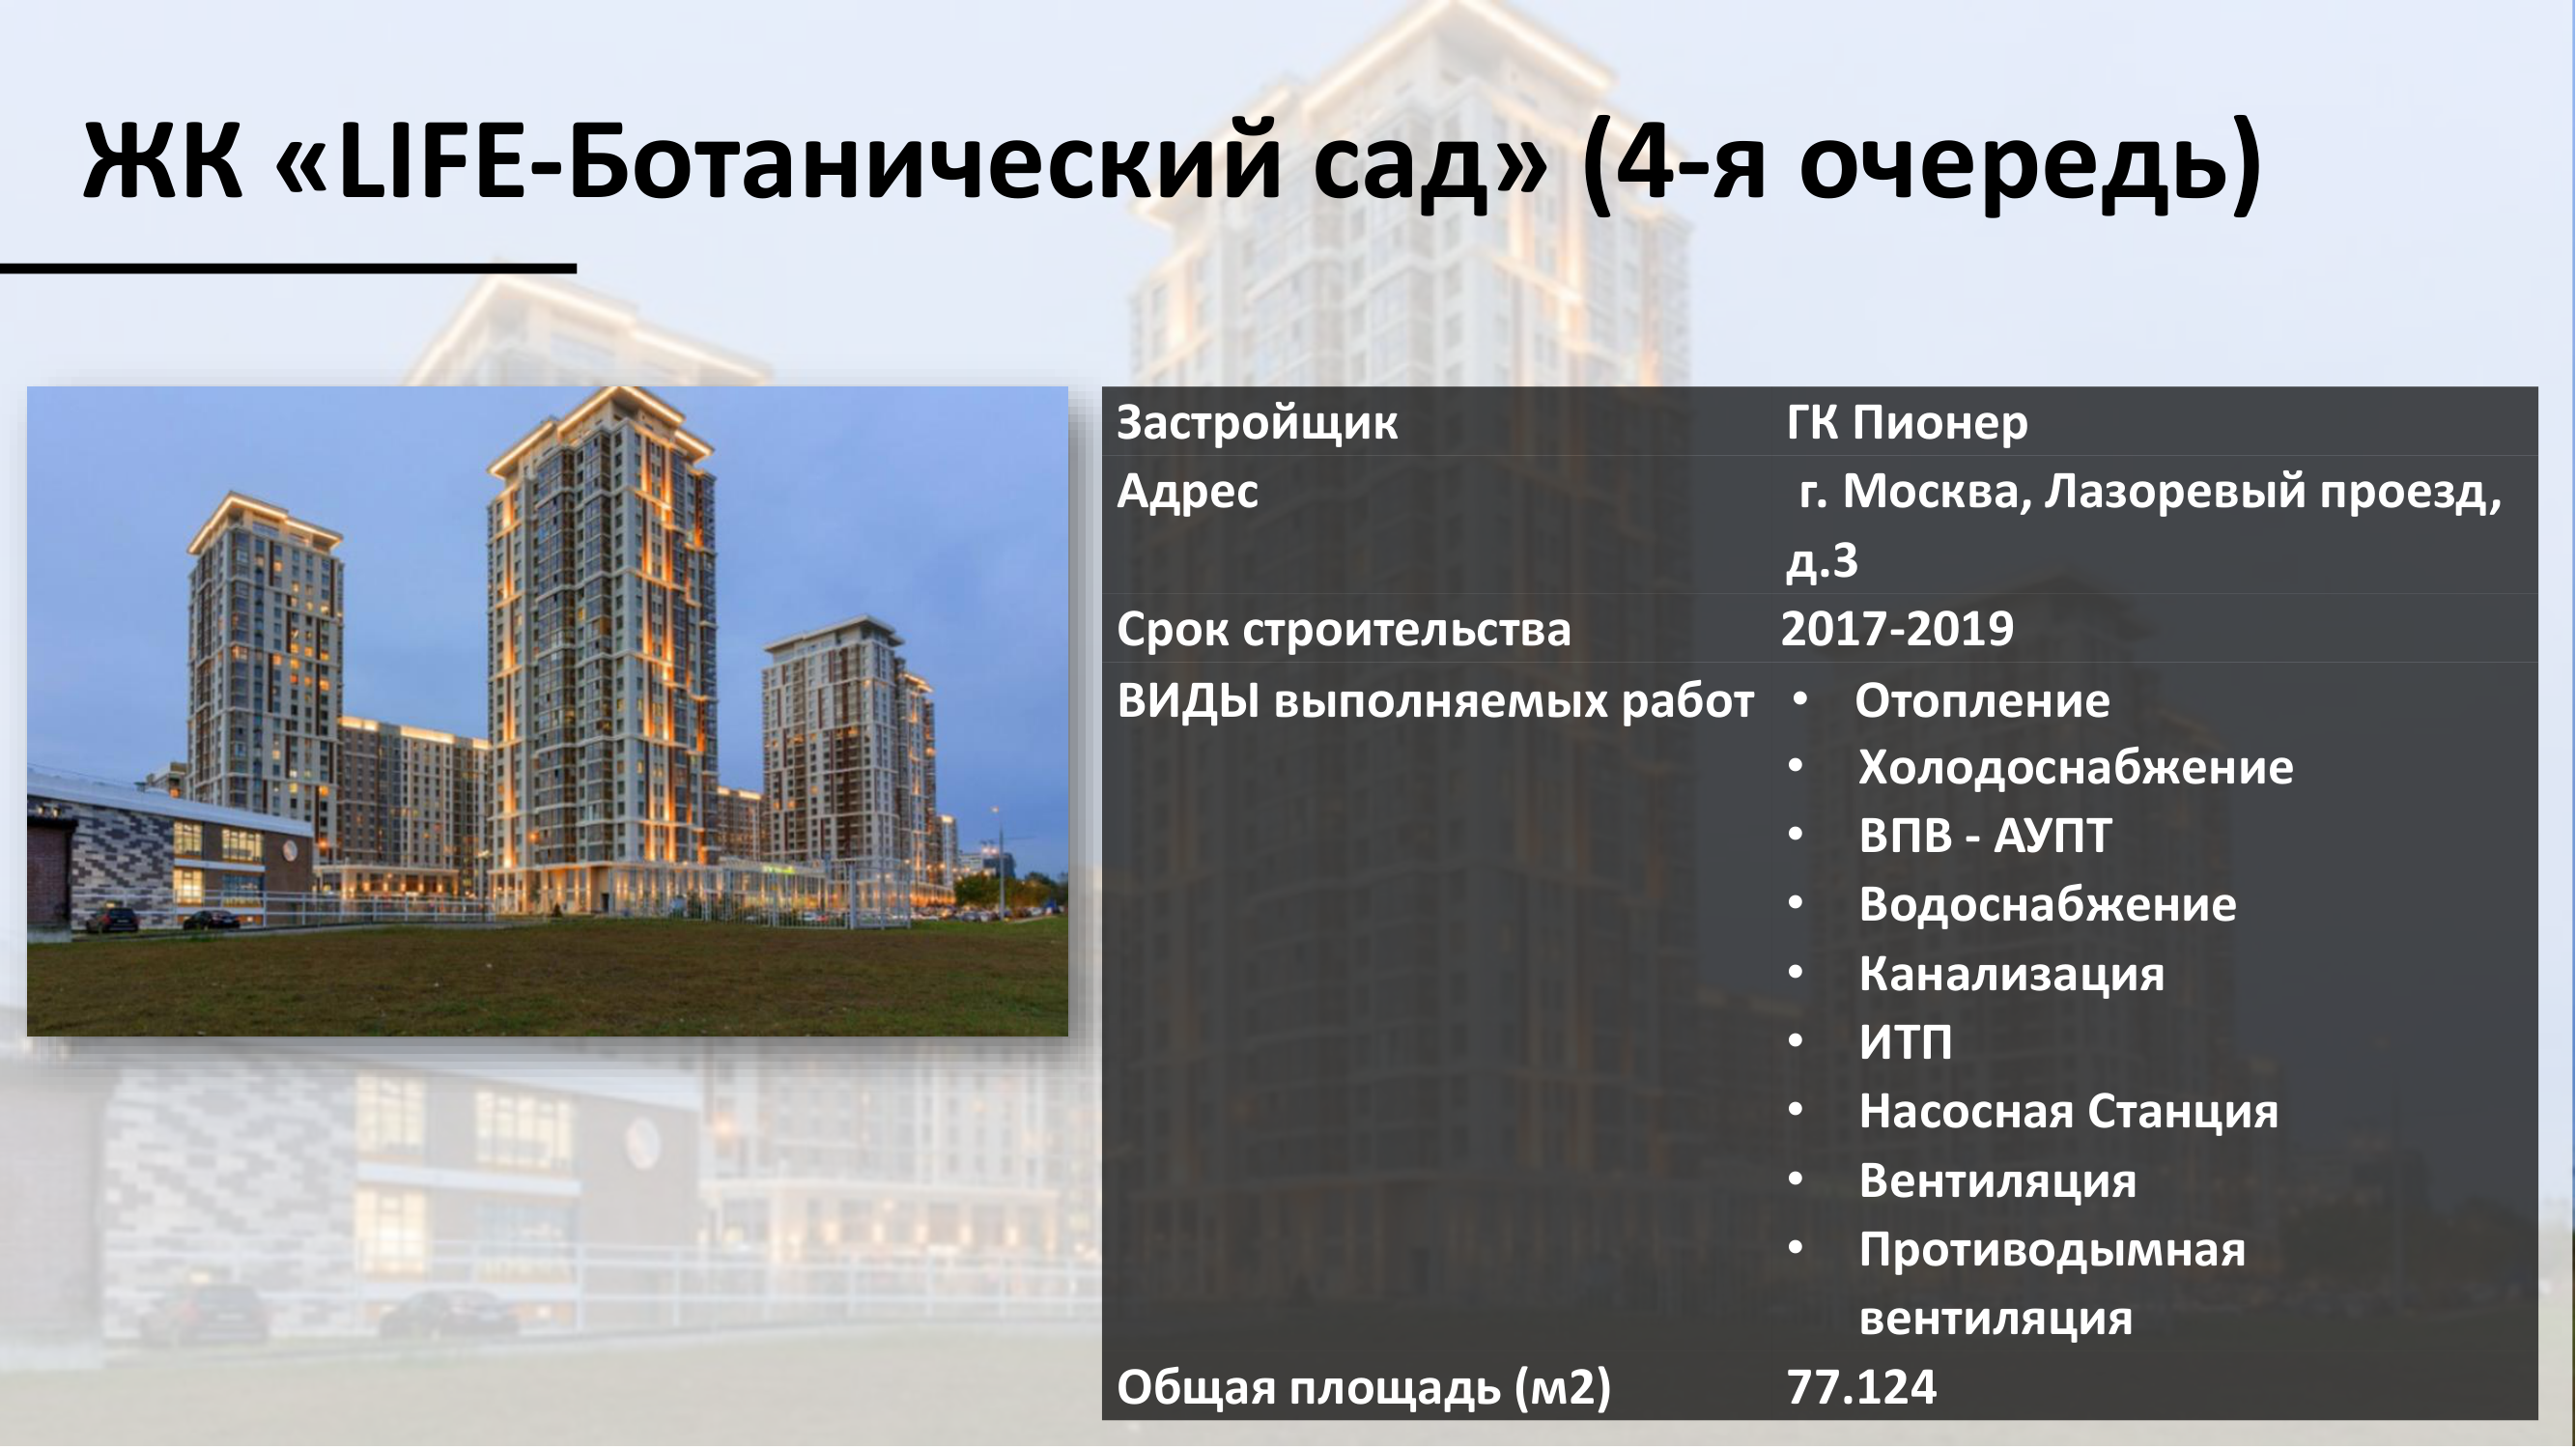 ЖК «LIFE-Ботанический сад» (4-я очередь)
Застройщик ГК Пионер
Адрес г. Москва, Лазоревый проезд,
д.3
Срок строительства 2017-2019
ВИДЫ выполняемых работ • Отопление
• Холодоснабжение
• ВПВ - АУПТ
• Водоснабжение
• Канализация
• ИТП
• Насосная Станция
• Вентиляция
• Противодымная
вентиляция
Общая площадь (м2) 77.124